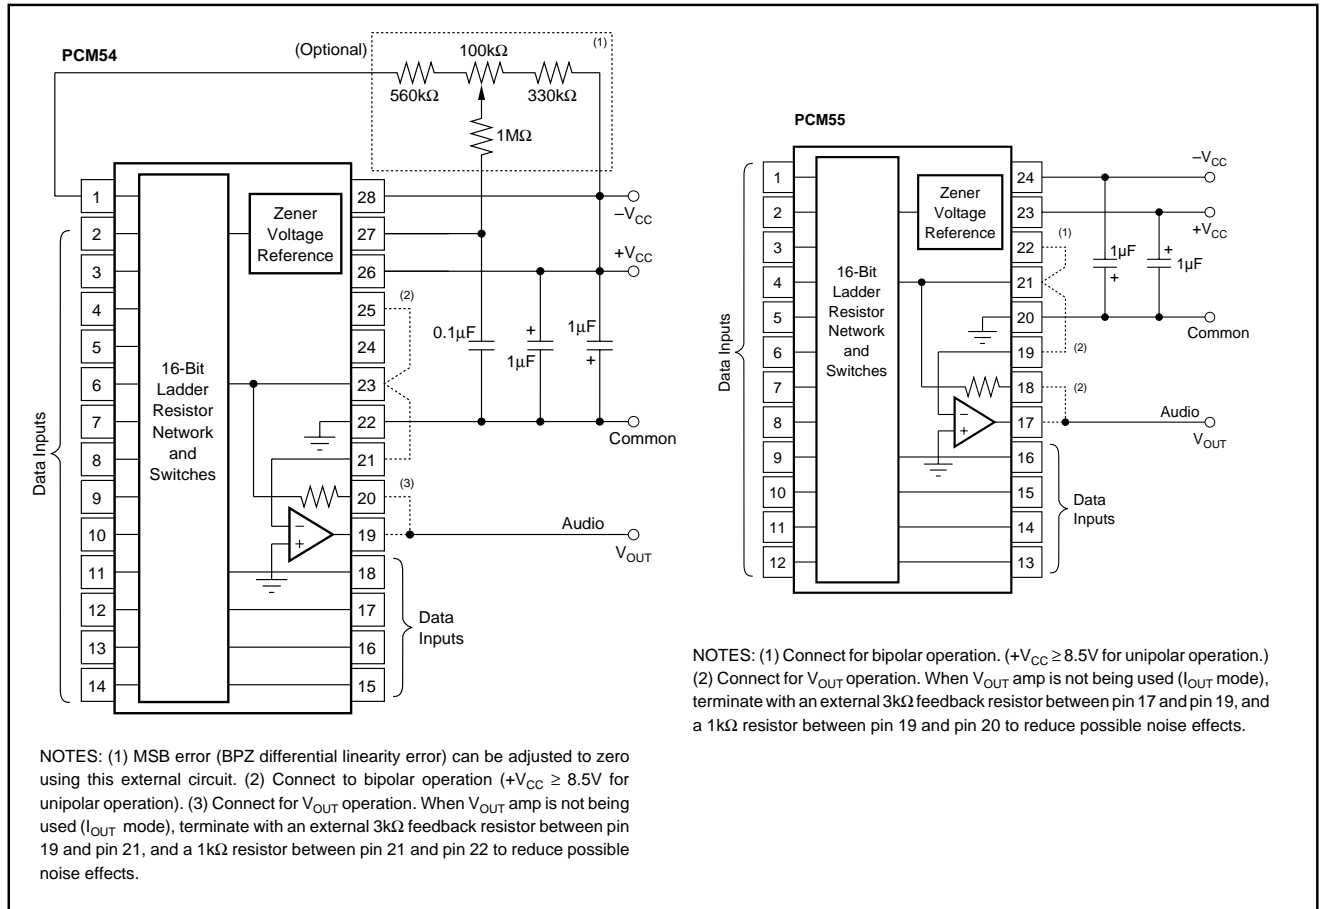 PCM54
(Optional)
(1)
100kΩ
560kΩ
330kΩ
1MΩ
1
2
3
4
5
6
7
8
9
10
11
12
13
14
Data Inputs
16-Bit
Ladder
Resistor
Network
and
Switches
Zener
Voltage
Reference
28
27
26
25
24
23
22
21
20
19
18
17
16
15
(2)
(3)
–VCC
+VCC
0.1µF
+
1µF
1µF
+
Common
–
+
Audio
VOUT
Data
Inputs
NOTES: (1) MSB error (BPZ differential linearity error) can be adjusted to zero
using this external circuit. (2) Connect to bipolar operation (+VCC ≥ 8.5V for
unipolar operation). (3) Connect for VOUT operation. When VOUT amp is not being
used (IOUT mode), terminate with an external 3kΩ feedback resistor between pin
19 and pin 21, and a 1kΩ resistor between pin 21 and pin 22 to reduce possible
noise effects.
PCM55
1
2
3
4
5
6
7
8
9
10
11
12
Data Inputs
16-Bit
Ladder
Resistor
Network
and
Switches
Zener
Voltage
Reference
24
23
22
21
20
19
18
17
16
15
14
13
(1)
(2)
(2)
–VCC
+VCC
1µF
+
+
1µF
Common
–
+
Audio
VOUT
Data
Inputs
NOTES: (1) Connect for bipolar operation. (+VCC ≥ 8.5V for unipolar operation.)
(2) Connect for VOUT operation. When VOUT amp is not being used (IOUT mode),
terminate with an external 3kΩ feedback resistor between pin 17 and pin 19, and
a 1kΩ resistor between pin 19 and pin 20 to reduce possible noise effects.